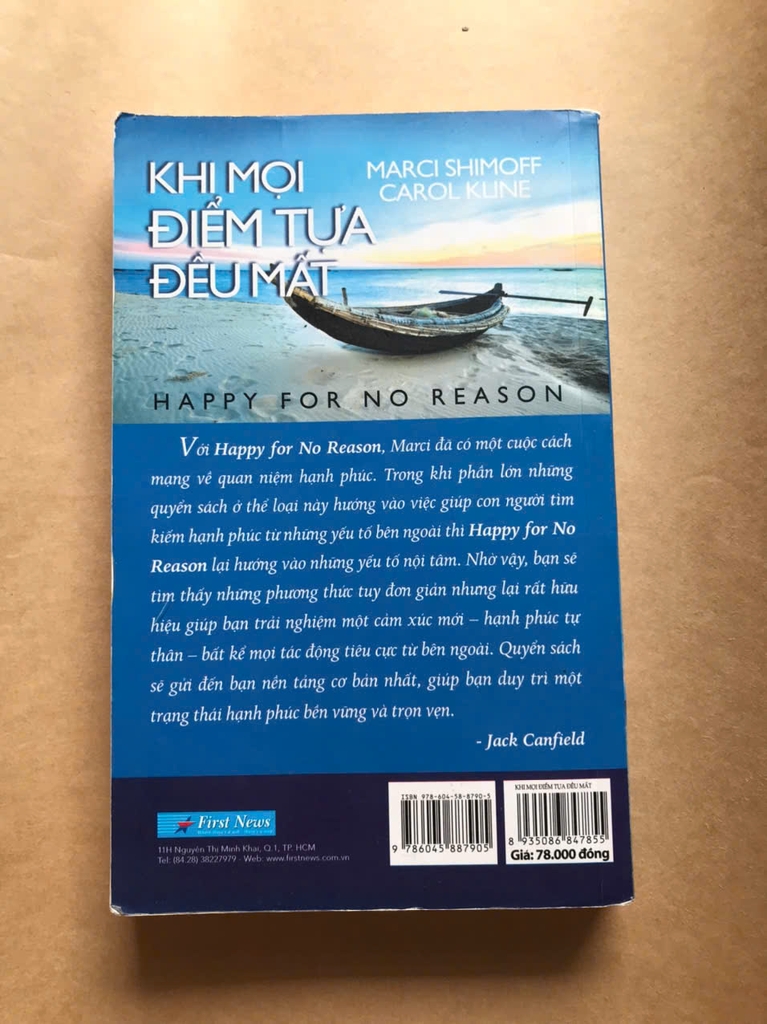 KHI MỌI
ĐIỂM TỰA
ĐỀU MẤT
MARCI SHIMOFF
CAROL KLINE
HAPPY FOR NO REASON
Với Happy for No Reason, Marci đã có một cuộc cách
mạng về quan niệm hạnh phúc. Trong khi phần lớn những
quyển sách ở thể loại này hướng vào việc giúp con người tìm
kiếm hạnh phúc từ những yếu tố bên ngoài thì Happy for No
Reason lại hướng vào những yếu tố nội tâm. Nhờ vậy, bạn sẽ
tìm thấy những phương thức tuy đơn giản nhưng lại rất hữu
hiệu giúp bạn trải nghiệm một cảm xúc mới – hạnh phúc tự
thân – bất kể mọi tác động tiêu cực từ bên ngoài. Quyển sách
sẽ gửi đến bạn nền tảng cơ bản nhất, giúp bạn duy trì một
trạng thái hạnh phúc bền vững và trọn vẹn.
- Jack Canfield
First News
11H Nguyễn Thị Minh Khai, Q.1, TP. HCM
Tel: (84.28) 38227979 - Web: www.firstnews.com.vn
ISBN 978-604-58-8790-5
9 786045 887905
KHI MỌI ĐIỂM TỰA ĐỀU MẤT
8 935086 847855
Giá: 78.000 đồng